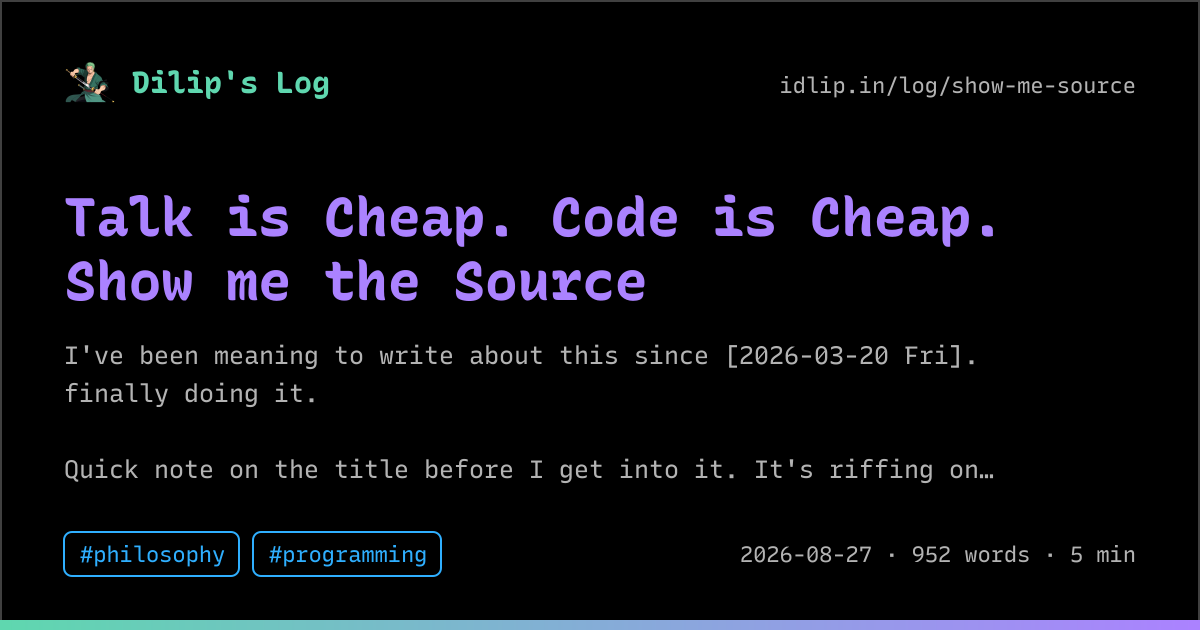 Dilip's Log
idlip.in/log/show-me-source
Talk is Cheap. Code is Cheap.
Show me the Source
I've been meaning to write about this since [2026-03-20 Fri].
finally doing it.
Quick note on the title before I get into it. It's riffing on…
#philosophy #programming
2026-08-27 · 952 words · 5 min